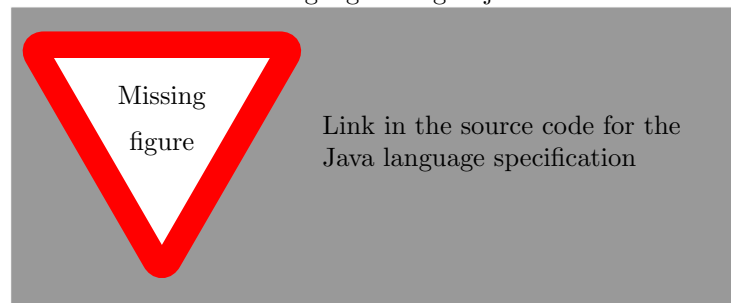 Missing
figure
Link in the source code for the
Java language specification